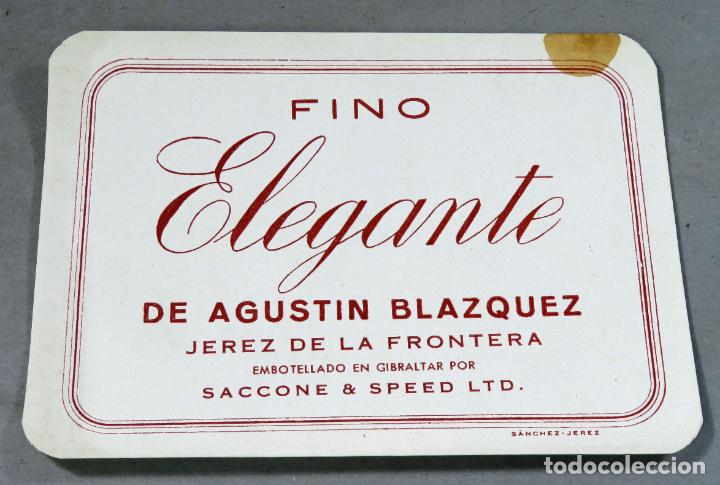 FINO
Elegante
DE AGUSTIN BLAZQUEZ
JEREZ DE LA FRONTERA
EMBOTELLADO EN GIBRALTAR POR
SACCONE & SPEED LTD.
SÁNCHEZ-JEREZ
todocoleccion